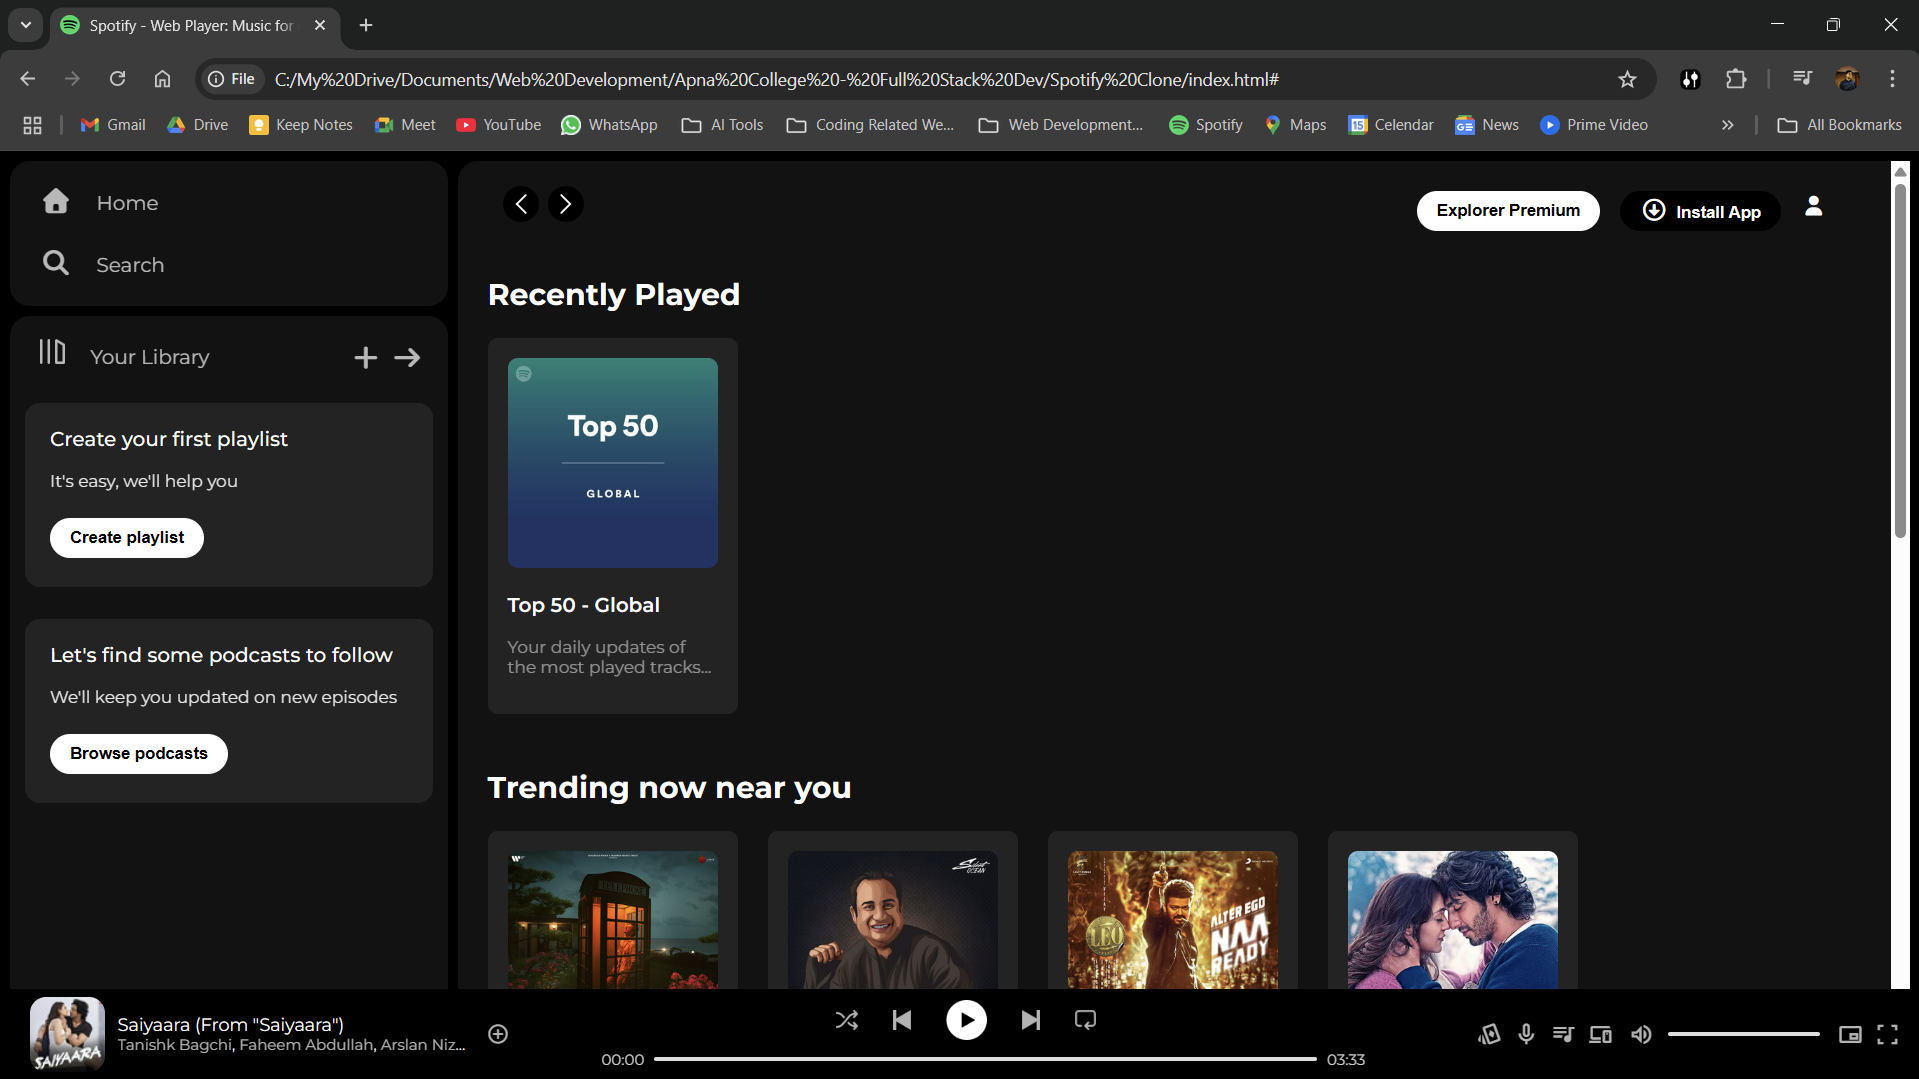 Spotify - Web Player: Music for
File C:/My%20Drive/Documents/Web%20Development/Apna%20College%20-%20Full%20Stack%20Dev/Spotify%20Clone/index.html#
Gmail Drive Keep Notes Meet YouTube WhatsApp AI Tools Coding Related We... Web Development... Spotify Maps Calendar News Prime Video » All Bookmarks
Home
Search
Your Library
Create your first playlist
It's easy, we'll help you
Create playlist
Let's find some podcasts to follow
We'll keep you updated on new episodes
Browse podcasts
Explorer Premium
Install App
Recently Played
Top 50
GLOBAL
Top 50 - Global
Your daily updates of
the most played tracks...
Trending now near you
TELEPHONE
Silent
OCEAN
LEO
ALTER EGO
NAA
READY
SAIYAARA
Saiyaara (From "Saiyaara")
Tanishk Bagchi, Faheem Abdullah, Arslan Niz...
00:00
03:33